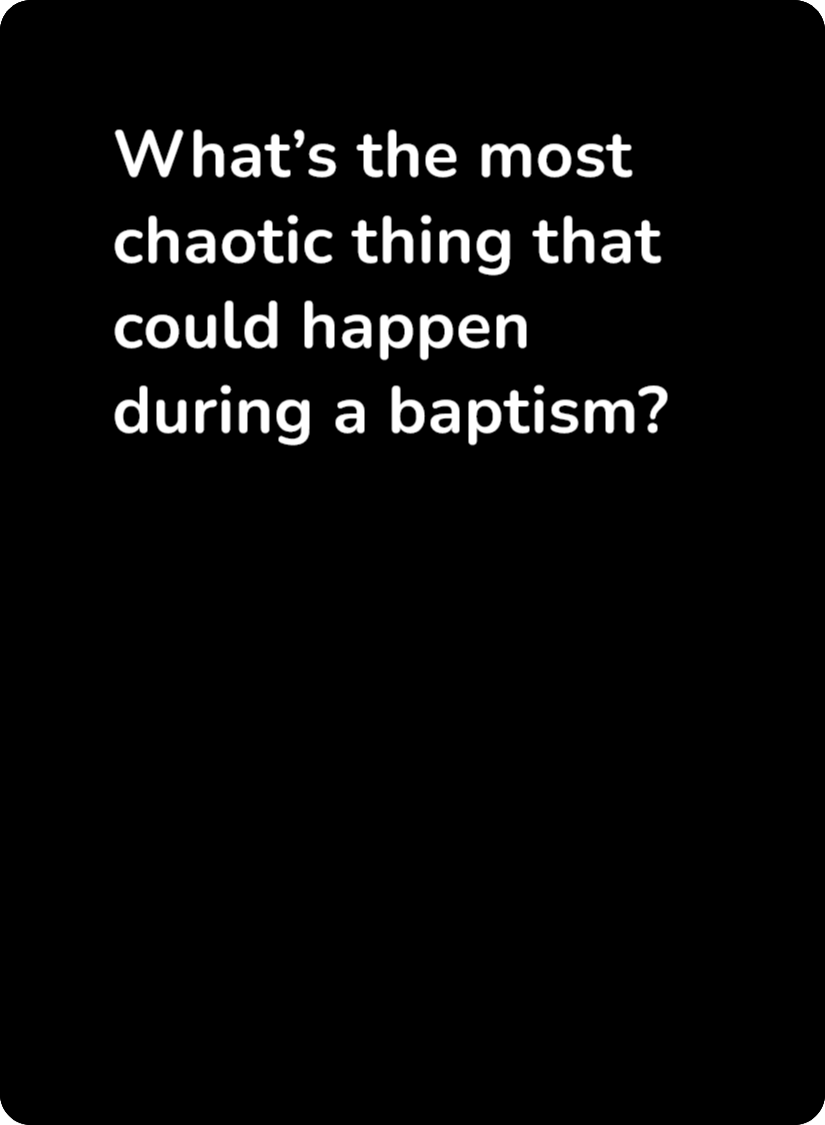 What’s the most
chaotic thing that
could happen
during a baptism?